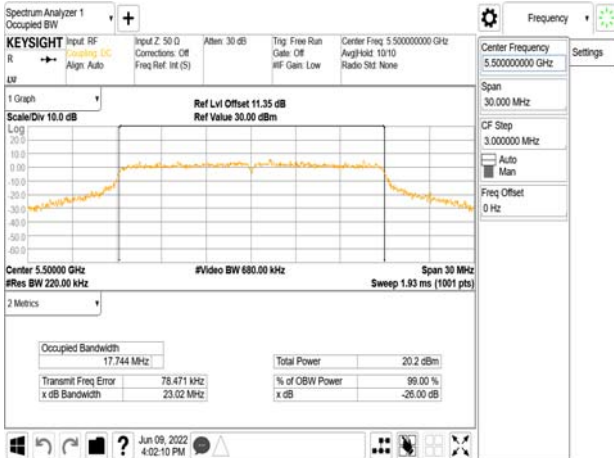 Spectrum Analyzer 1
Occupied BW
KEYSIGHT
R
LXI
Input: RF
Coupling: DC
Align: Auto
Input Z: 50 Ω
Corrections: Off
Freq Ref: Int (S)
Atten: 30 dB
Trig: Free Run
Gate: Off
#IF Gain: Low
Center Freq: 5.500000000 GHz
Avg|Hold: 10/10
Radio Std: None
1 Graph
Scale/Div 10.0 dB
Ref Lvl Offset 11.35 dB
Ref Value 30.00 dBm
Log
20.0
10.0
0.00
-10.0
-20.0
-30.0
-40.0
-50.0
-60.0
Center 5.50000 GHz
#Res BW 220.00 kHz
#Video BW 680.00 kHz
Span 30 MHz
Sweep 1.93 ms (1001 pts)
2 Metrics
Occupied Bandwidth
17.744 MHz
Transmit Freq Error 78.471 kHz
x dB Bandwidth 23.02 MHz
Total Power 20.2 dBm
% of OBW Power 99.00 %
x dB -26.00 dB
?
Jun 09, 2022
4:02:10 PM
Frequency
Center Frequency
5.500000000 GHz
Span
30.000 MHz
CF Step
3.000000 MHz
Auto
Man
Freq Offset
0 Hz
Settings